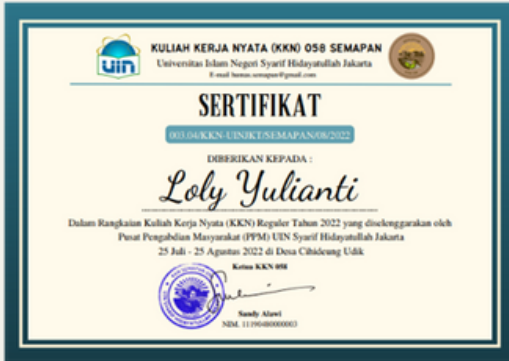 KULIAH KERJA NYATA (KKN) 058 SEMAPAN
uin
Universitas Islam Negeri Syarif Hidayatullah Jakarta
E-mail humas.semapan@gmail.com
SERTIFIKAT
003.04/KKN-UINJKT/SEMAPAN/08/2022
DIBERIKAN KEPADA :
Loly Yulianti
Dalam Rangkaian Kuliah Kerja Nyata (KKN) Reguler Tahun 2022 yang diselenggarakan oleh
Pusat Pengabdian Masyarakat (PPM) UIN Syarif Hidayatullah Jakarta
25 Juli - 25 Agustus 2022 di Desa Cihideung Udik
Ketua KKN 058
Sandy Alawi
NIM. 11190480000003